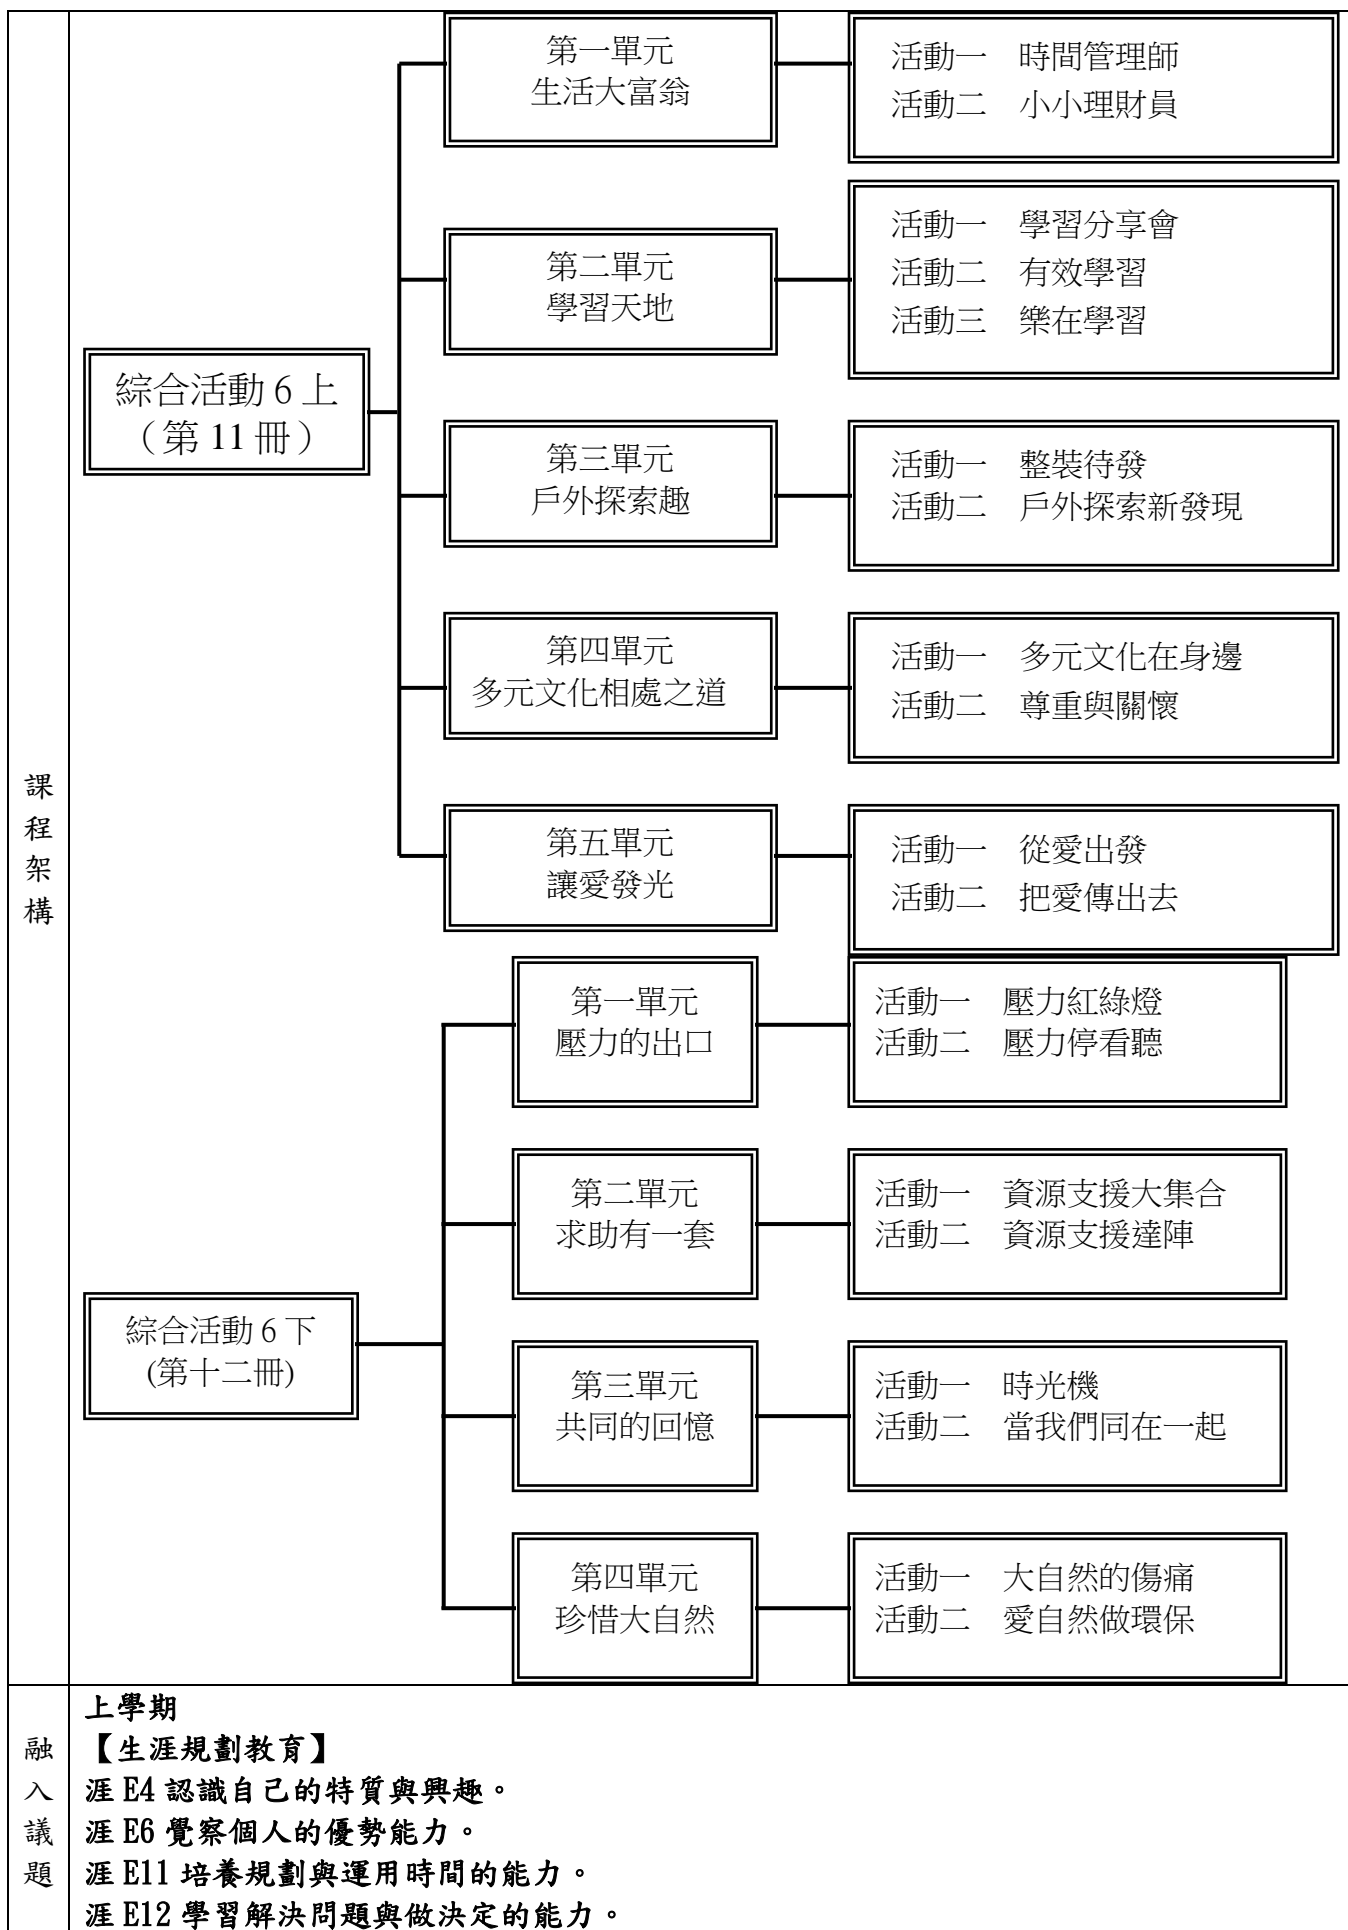 課
程
架
構
綜合活動 6 上
（第 11 冊）
第一單元
生活大富翁
活動一　時間管理師
活動二　小小理財員
第二單元
學習天地
活動一　學習分享會
活動二　有效學習
活動三　樂在學習
第三單元
戶外探索趣
活動一　整裝待發
活動二　戶外探索新發現
第四單元
多元文化相處之道
活動一　多元文化在身邊
活動二　尊重與關懷
第五單元
讓愛發光
活動一　從愛出發
活動二　把愛傳出去
綜合活動 6 下
(第十二冊)
第一單元
壓力的出口
活動一　壓力紅綠燈
活動二　壓力停看聽
第二單元
求助有一套
活動一　資源支援大集合
活動二　資源支援達陣
第三單元
共同的回憶
活動一　時光機
活動二　當我們同在一起
第四單元
珍惜大自然
活動一　大自然的傷痛
活動二　愛自然做環保
融
入
議
題
上學期
【生涯規劃教育】
涯 E4 認識自己的特質與興趣。
涯 E6 覺察個人的優勢能力。
涯 E11 培養規劃與運用時間的能力。
涯 E12 學習解決問題與做決定的能力。